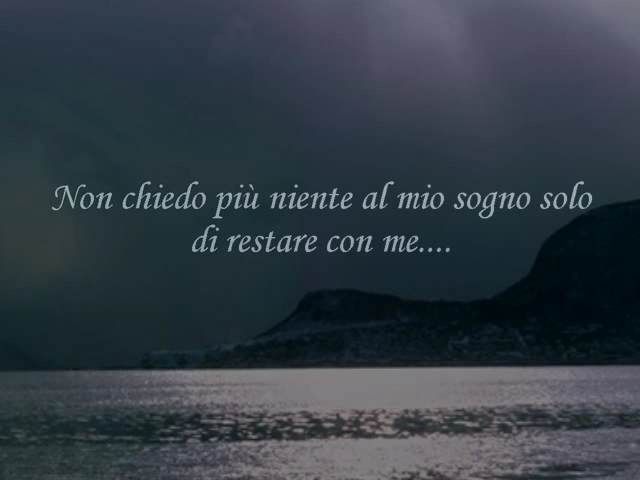 Non chiedo più niente al mio sogno solo
di restare con me....